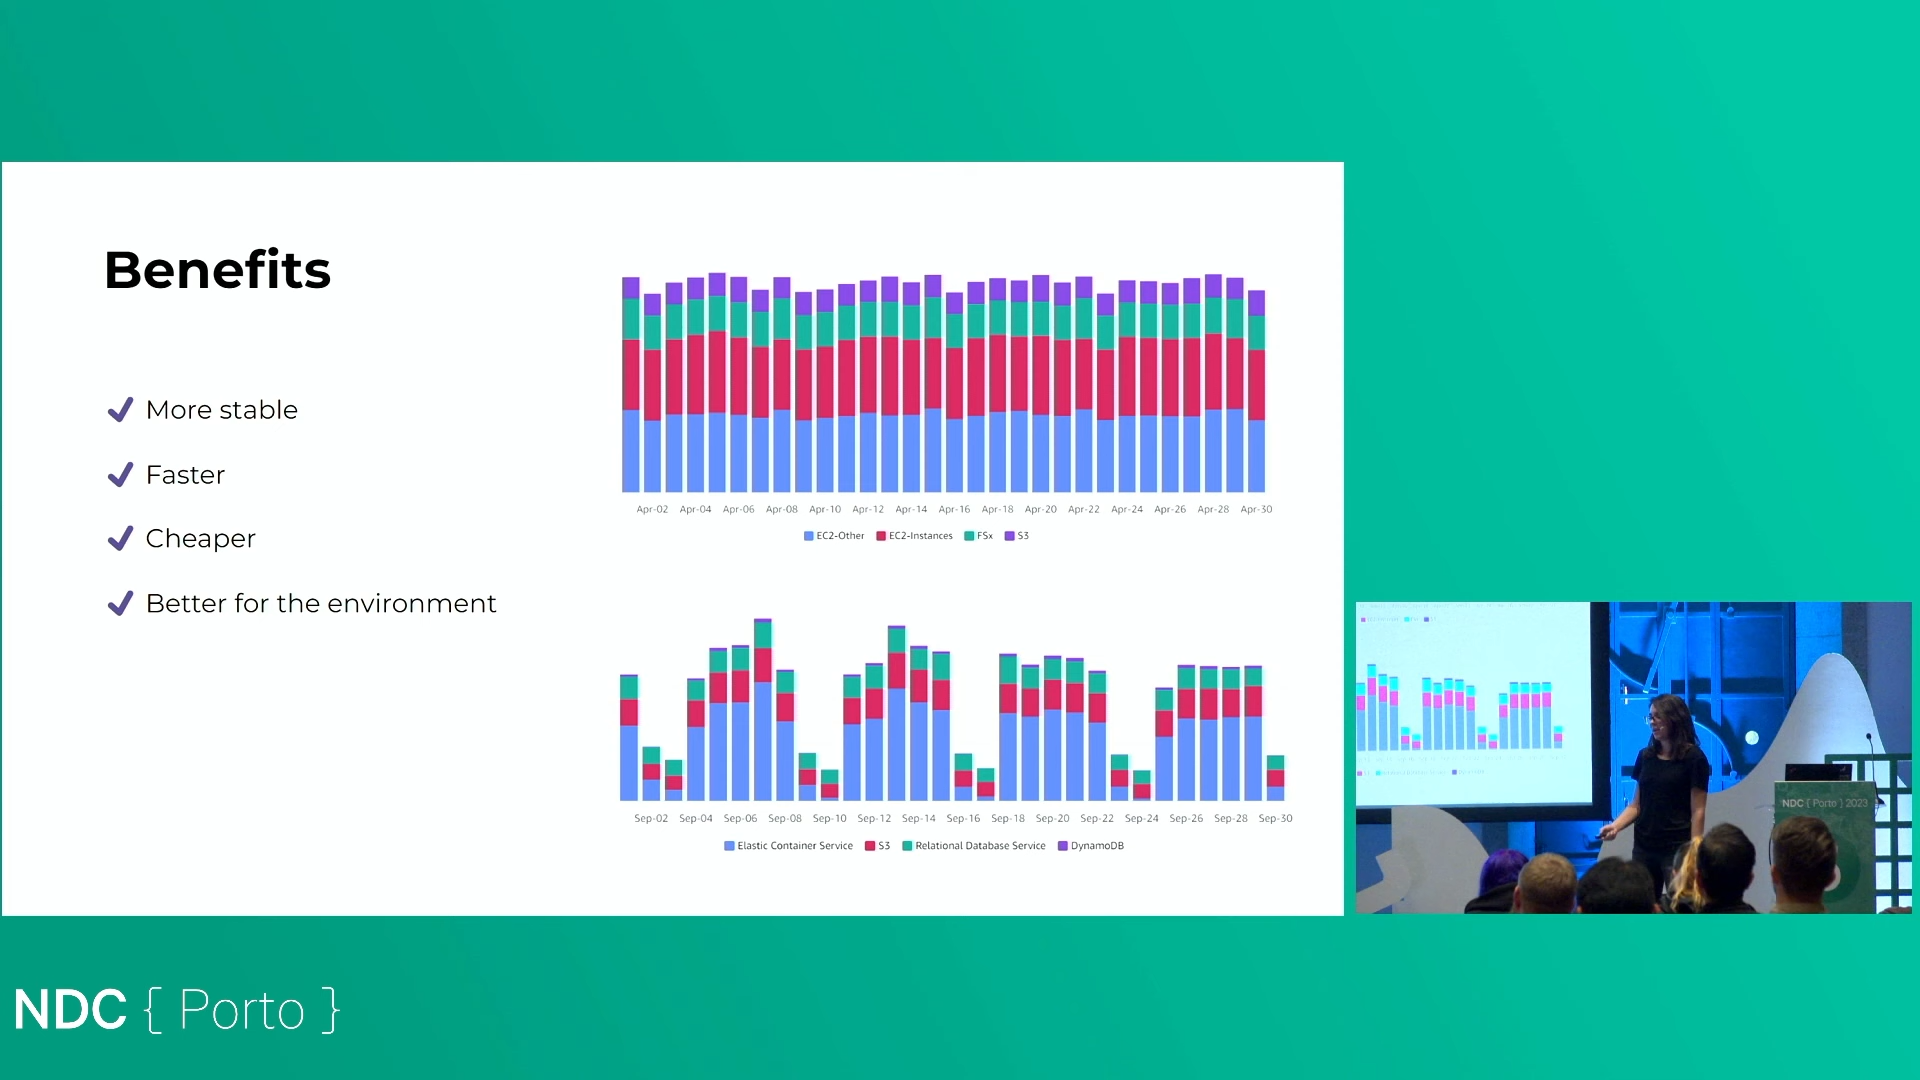 Benefits
More stable
Faster
Cheaper
Better for the environment
Apr-02 Apr-04 Apr-06 Apr-08 Apr-10 Apr-12 Apr-14 Apr-16 Apr-18 Apr-20 Apr-22 Apr-24 Apr-26 Apr-28 Apr-30
EC2-Other EC2-Instances FSx S3
Sep-02 Sep-04 Sep-06 Sep-08 Sep-10 Sep-12 Sep-14 Sep-16 Sep-18 Sep-20 Sep-22 Sep-24 Sep-26 Sep-28 Sep-30
Elastic Container Service S3 Relational Database Service DynamoDB
NDC { Porto } 2023
NDC { Porto }